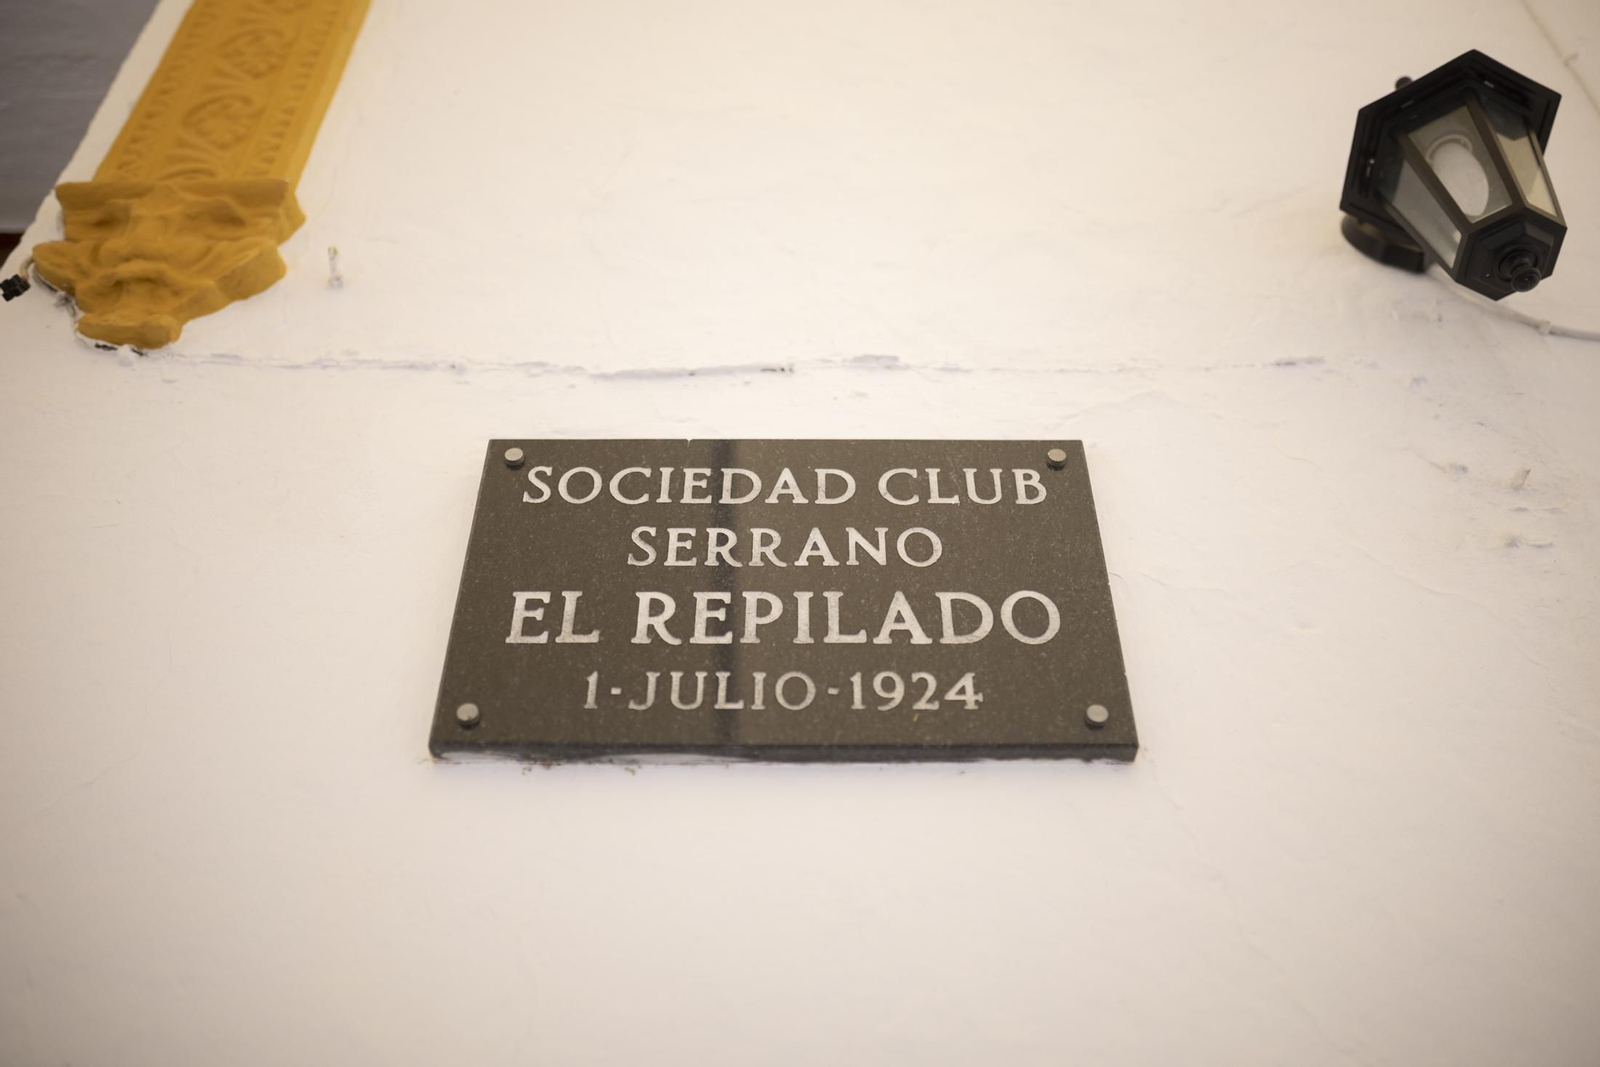 SOCIEDAD CLUB
SERRANO
EL REPILADO
1-JULIO-1924